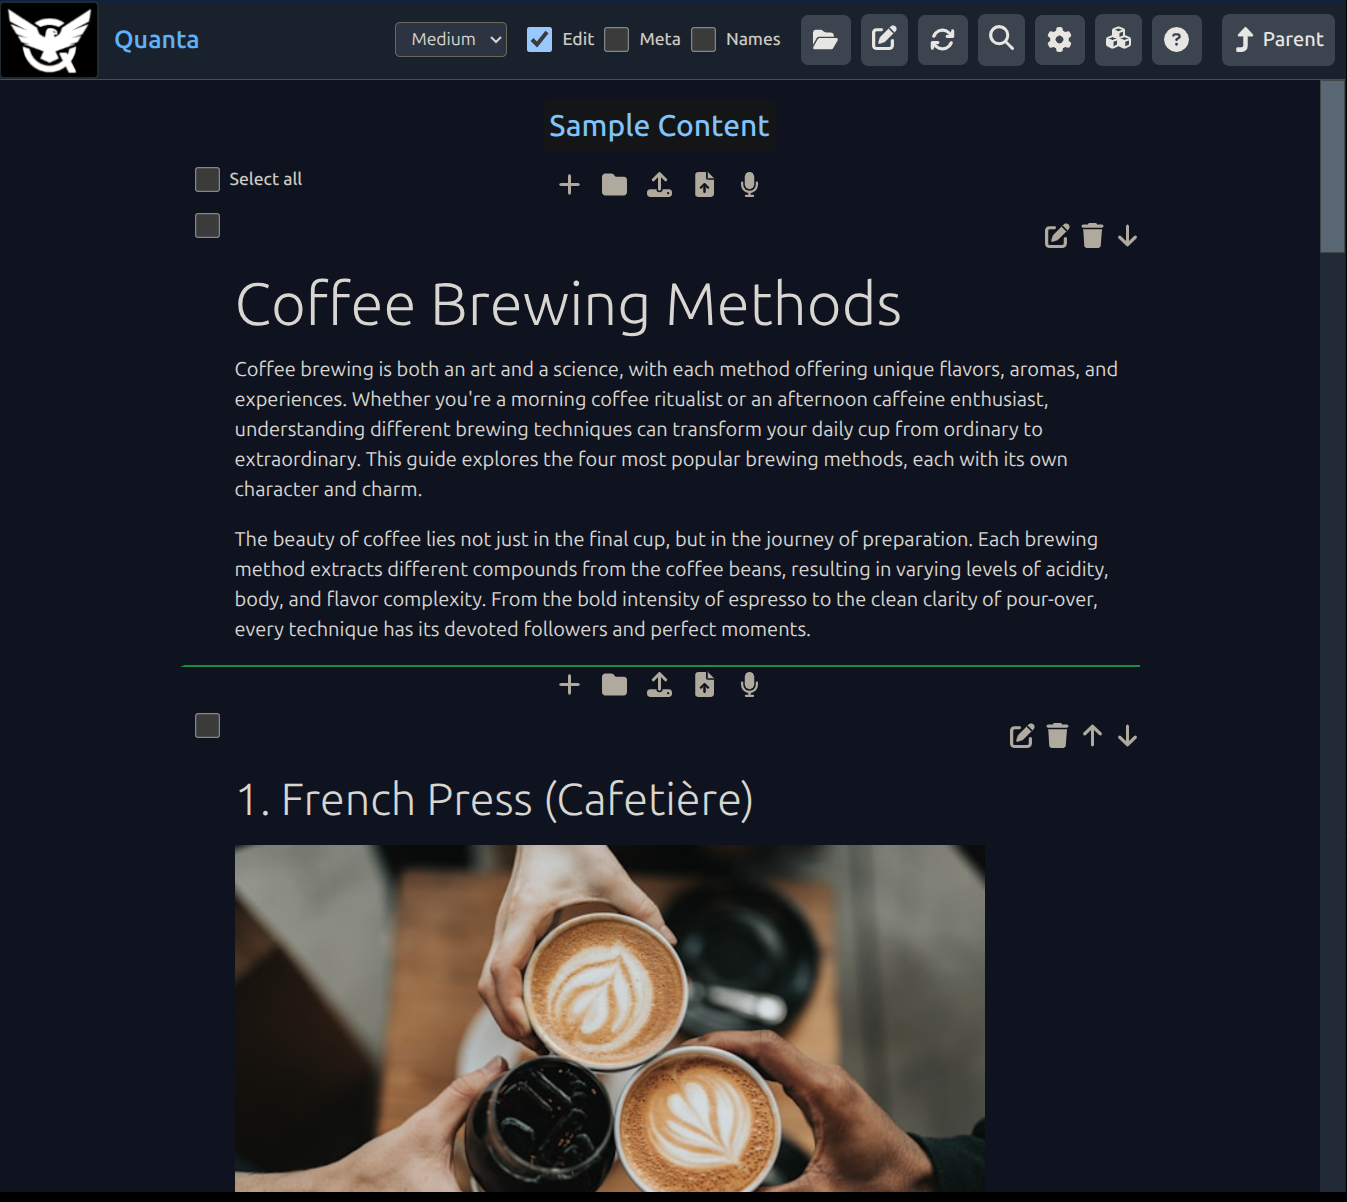 Quanta
Medium
Edit
Meta
Names
Parent
Sample Content
Select all
Coffee Brewing Methods
Coffee brewing is both an art and a science, with each method offering unique flavors, aromas, and
experiences. Whether you're a morning coffee ritualist or an afternoon caffeine enthusiast,
understanding different brewing techniques can transform your daily cup from ordinary to
extraordinary. This guide explores the four most popular brewing methods, each with its own
character and charm.
The beauty of coffee lies not just in the final cup, but in the journey of preparation. Each brewing
method extracts different compounds from the coffee beans, resulting in varying levels of acidity,
body, and flavor complexity. From the bold intensity of espresso to the clean clarity of pour-over,
every technique has its devoted followers and perfect moments.
1. French Press (Cafetière)